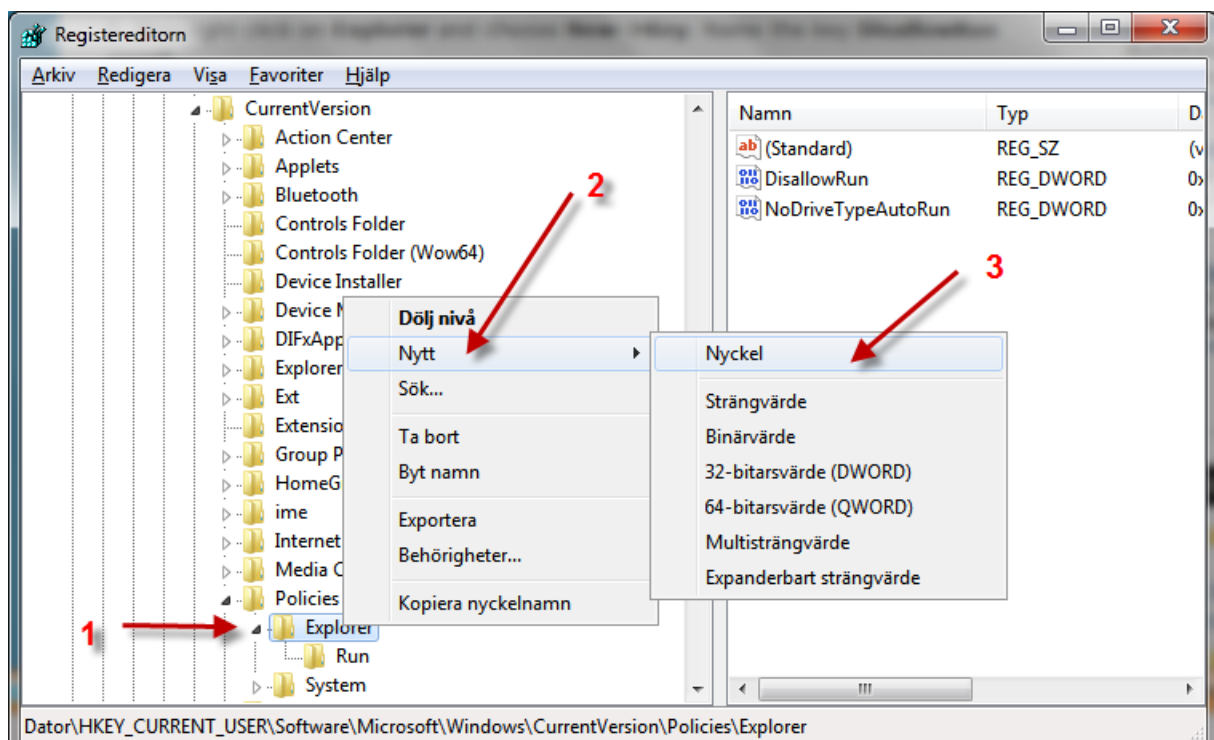 Registereditorn
Arkiv Redigera Visa Favoriter Hjälp
CurrentVersion
Action Center
Applets
Bluetooth
Controls Folder
Controls Folder (Wow64)
Device Installer
Device
DIFxApp
Explorer
Ext
Extensio
Group P
HomeG
ime
Internet
Media C
Policies
Explorer
Run
System
Namn Typ D
(Standard) REG_SZ (v
DisallowRun REG_DWORD 0x
NoDriveTypeAutoRun REG_DWORD 0x
Dölj nivå
Nytt
Sök...
Ta bort
Byt namn
Exportera
Behörigheter...
Kopiera nyckelnamn
Nyckel
Strängvärde
Binärvärde
32-bitarsvärde (DWORD)
64-bitarsvärde (QWORD)
Multisträngvärde
Expanderbart strängvärde
1
2
3
Dator\HKEY_CURRENT_USER\Software\Microsoft\Windows\CurrentVersion\Policies\Explorer